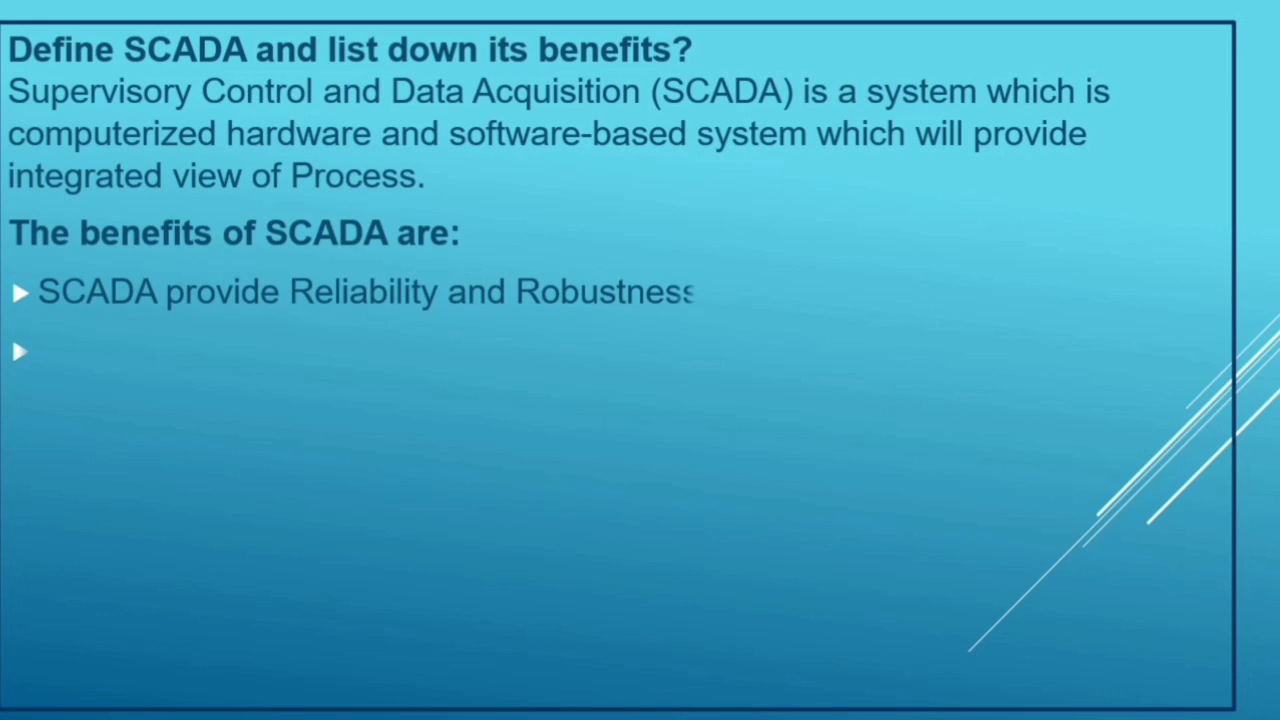 Define SCADA and list down its benefits?
Supervisory Control and Data Acquisition (SCADA) is a system which is
computerized hardware and software-based system which will provide
integrated view of Process.
The benefits of SCADA are:
SCADA provide Reliability and Robustness